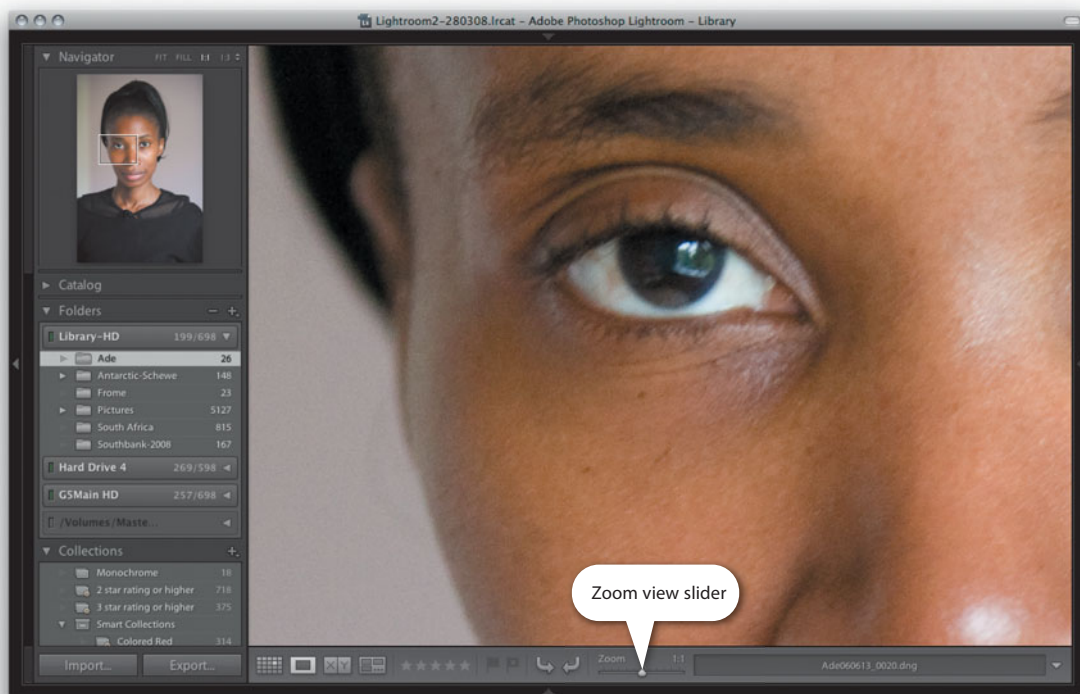 Lightroom2-280308.lrcat - Adobe Photoshop Lightroom - Library
Navigator FIT FILL 1:1 1:3
Catalog
Folders
Library-HD 199/698
Ade 26
Antarctic-Schewe 148
Frome 23
Pictures 5127
South Africa 815
Southbank-2008 167
Hard Drive 4 269/598
G5Main HD 257/698
/Volumes/Maste...
Collections
Monochrome 18
2 star rating or higher 718
3 star rating or higher 375
Smart Collections
Colored Red 314
Zoom view slider
Import... Export... XY Zoom 1:1 Ade060613_0020.dng